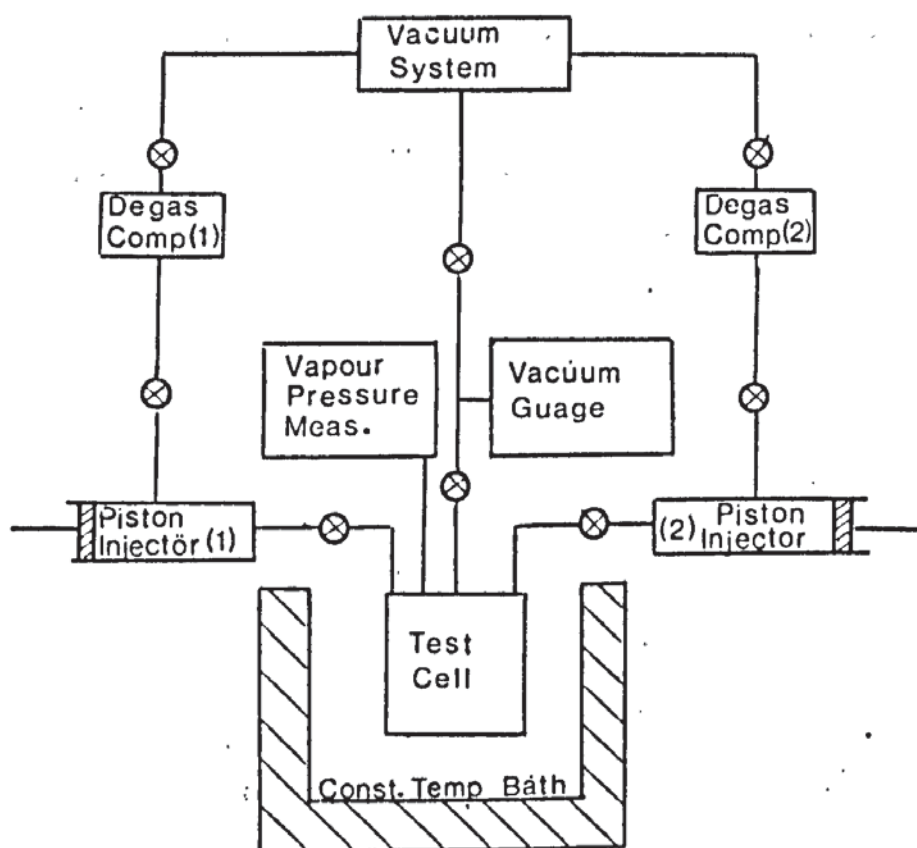 Vacuum
System
Degas
Comp(1)
Degas
Comp(2)
Vapour
Pressure
Meas.
Vacuum
Guage
Piston
Injector(1)
Piston
(2) Injector
Test
Cell
Const. Temp Bath